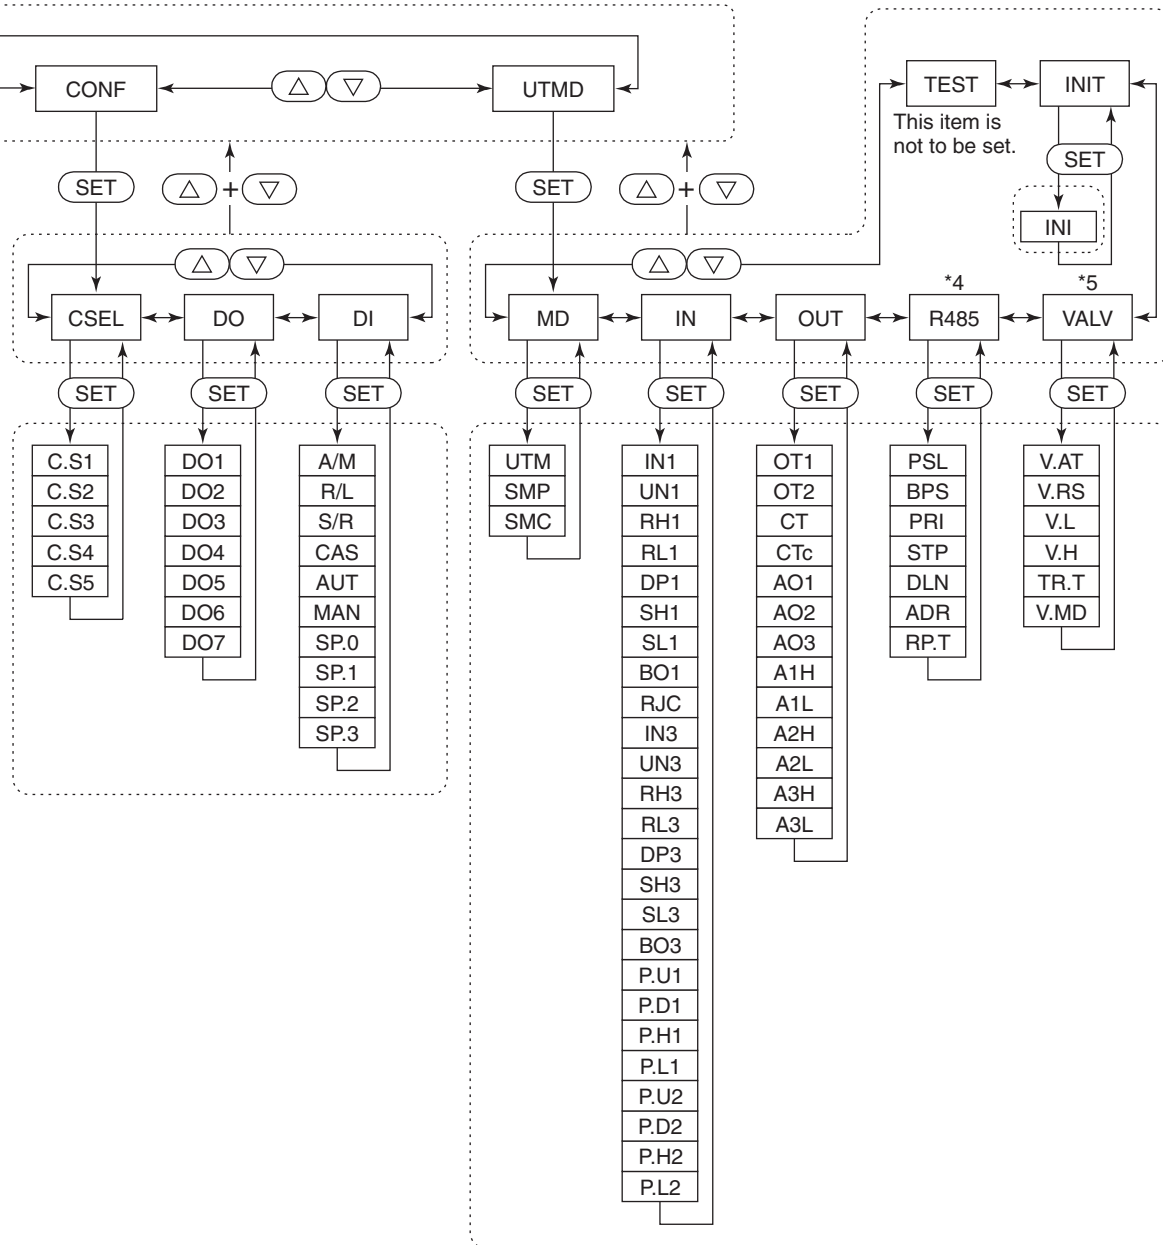 CONF
UTMD
TEST
INIT
This item is
not to be set.
SET
SET
+
SET
+
INI
*4
*5
CSEL
DO
DI
MD
IN
OUT
R485
VALV
SET
SET
SET
SET
SET
SET
SET
SET
C.S1
C.S2
C.S3
C.S4
C.S5
DO1
DO2
DO3
DO4
DO5
DO6
DO7
A/M
R/L
S/R
CAS
AUT
MAN
SP.0
SP.1
SP.2
SP.3
UTM
SMP
SMC
IN1
UN1
RH1
RL1
DP1
SH1
SL1
BO1
RJC
IN3
UN3
RH3
RL3
DP3
SH3
SL3
BO3
P.U1
P.D1
P.H1
P.L1
P.U2
P.D2
P.H2
P.L2
OT1
OT2
CT
CTc
AO1
AO2
AO3
A1H
A1L
A2H
A2L
A3H
A3L
PSL
BPS
PRI
STP
DLN
ADR
RP.T
V.AT
V.RS
V.L
V.H
TR.T
V.MD